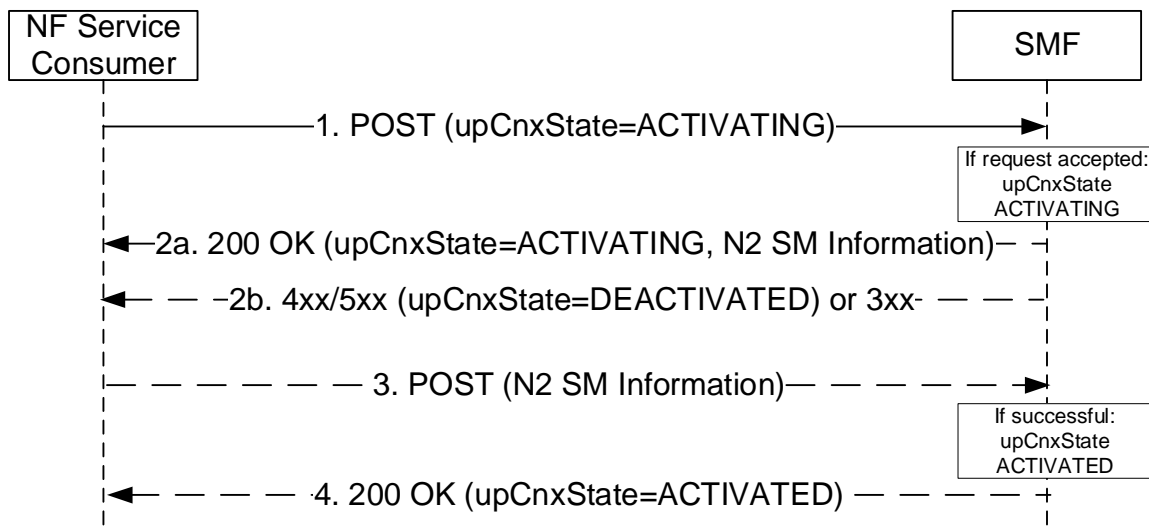 NF Service
Consumer
SMF
1. POST (upCnxState=ACTIVATING)
If request accepted:
upCnxState
ACTIVATING
2a. 200 OK (upCnxState=ACTIVATING, N2 SM Information)
2b. 4xx/5xx (upCnxState=DEACTIVATED) or 3xx
3. POST (N2 SM Information)
If successful:
upCnxState
ACTIVATED
4. 200 OK (upCnxState=ACTIVATED)